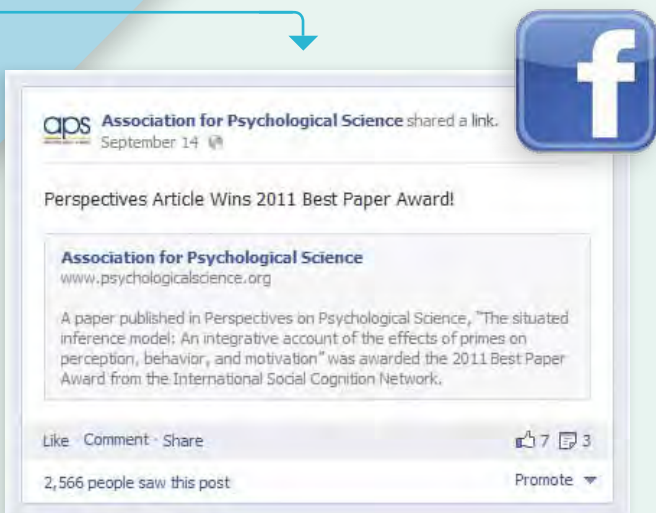 f
aps Association for Psychological Science shared a link.
September 14
Perspectives Article Wins 2011 Best Paper Award!
Association for Psychological Science
www.psychologicalscience.org
A paper published in Perspectives on Psychological Science, "The situated
inference model: An integrative account of the effects of primes on
perception, behavior, and motivation" was awarded the 2011 Best Paper
Award from the International Social Cognition Network.
Like · Comment · Share 7 3
2,566 people saw this post Promote